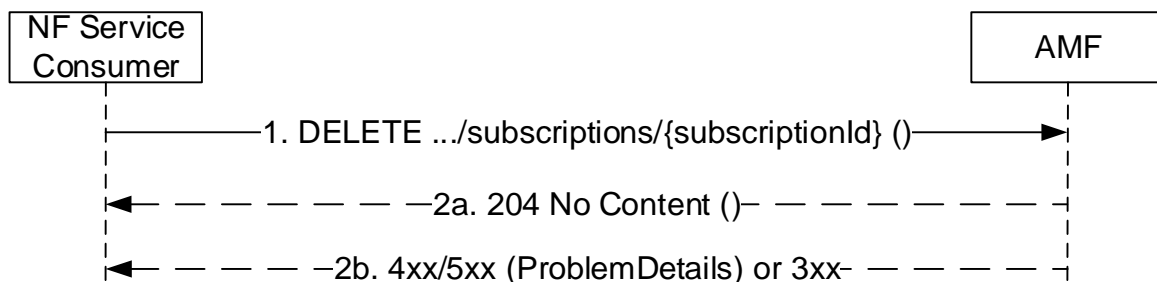 NF Service
Consumer
AMF
1. DELETE .../subscriptions/{subscriptionId} ()
2a. 204 No Content ()
2b. 4xx/5xx (ProblemDetails) or 3xx